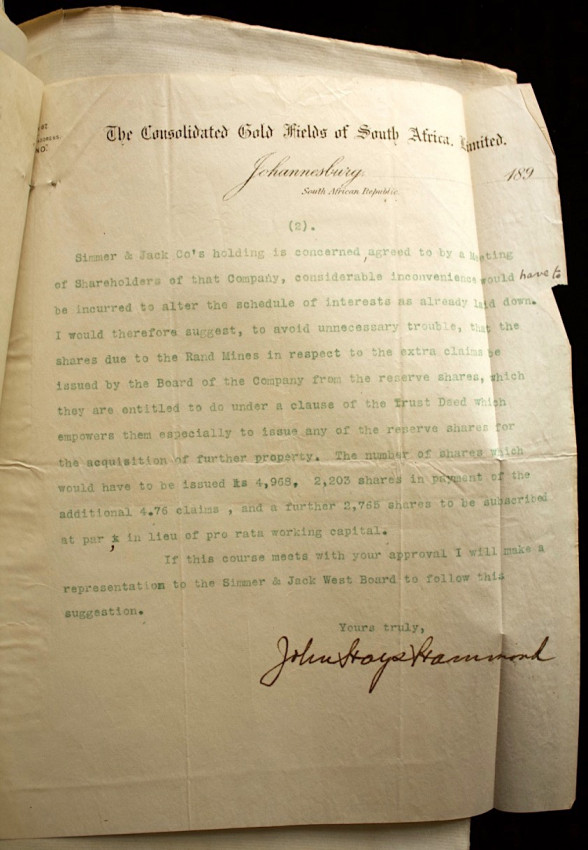 The Consolidated Gold Fields of South Africa, Limited.
Johannesburg, 189
South African Republic.
(2).
Simmer & Jack Co's holding is concerned, agreed to by a Meeting
of Shareholders of that Company, considerable inconvenience would have to
be incurred to alter the schedule of interests as already laid down.
I would therefore suggest, to avoid unnecessary trouble, that the
shares due to the Rand Mines in respect to the extra claims be
issued by the Board of the Company from the reserve shares, which
they are entitled to do under a clause of the Trust Deed which
empowers them especially to issue any of the reserve shares for
the acquisition of further property. The number of shares which
would have to be issued is 4,968, 2,203 shares in payment of the
additional 4.76 claims , and a further 2,765 shares to be subscribed
at par , in lieu of pro rata working capital.
If this course meets with your approval I will make a
representation to the Simmer & Jack West Board to follow this
suggestion.
Yours truly,
John Hays Hammond